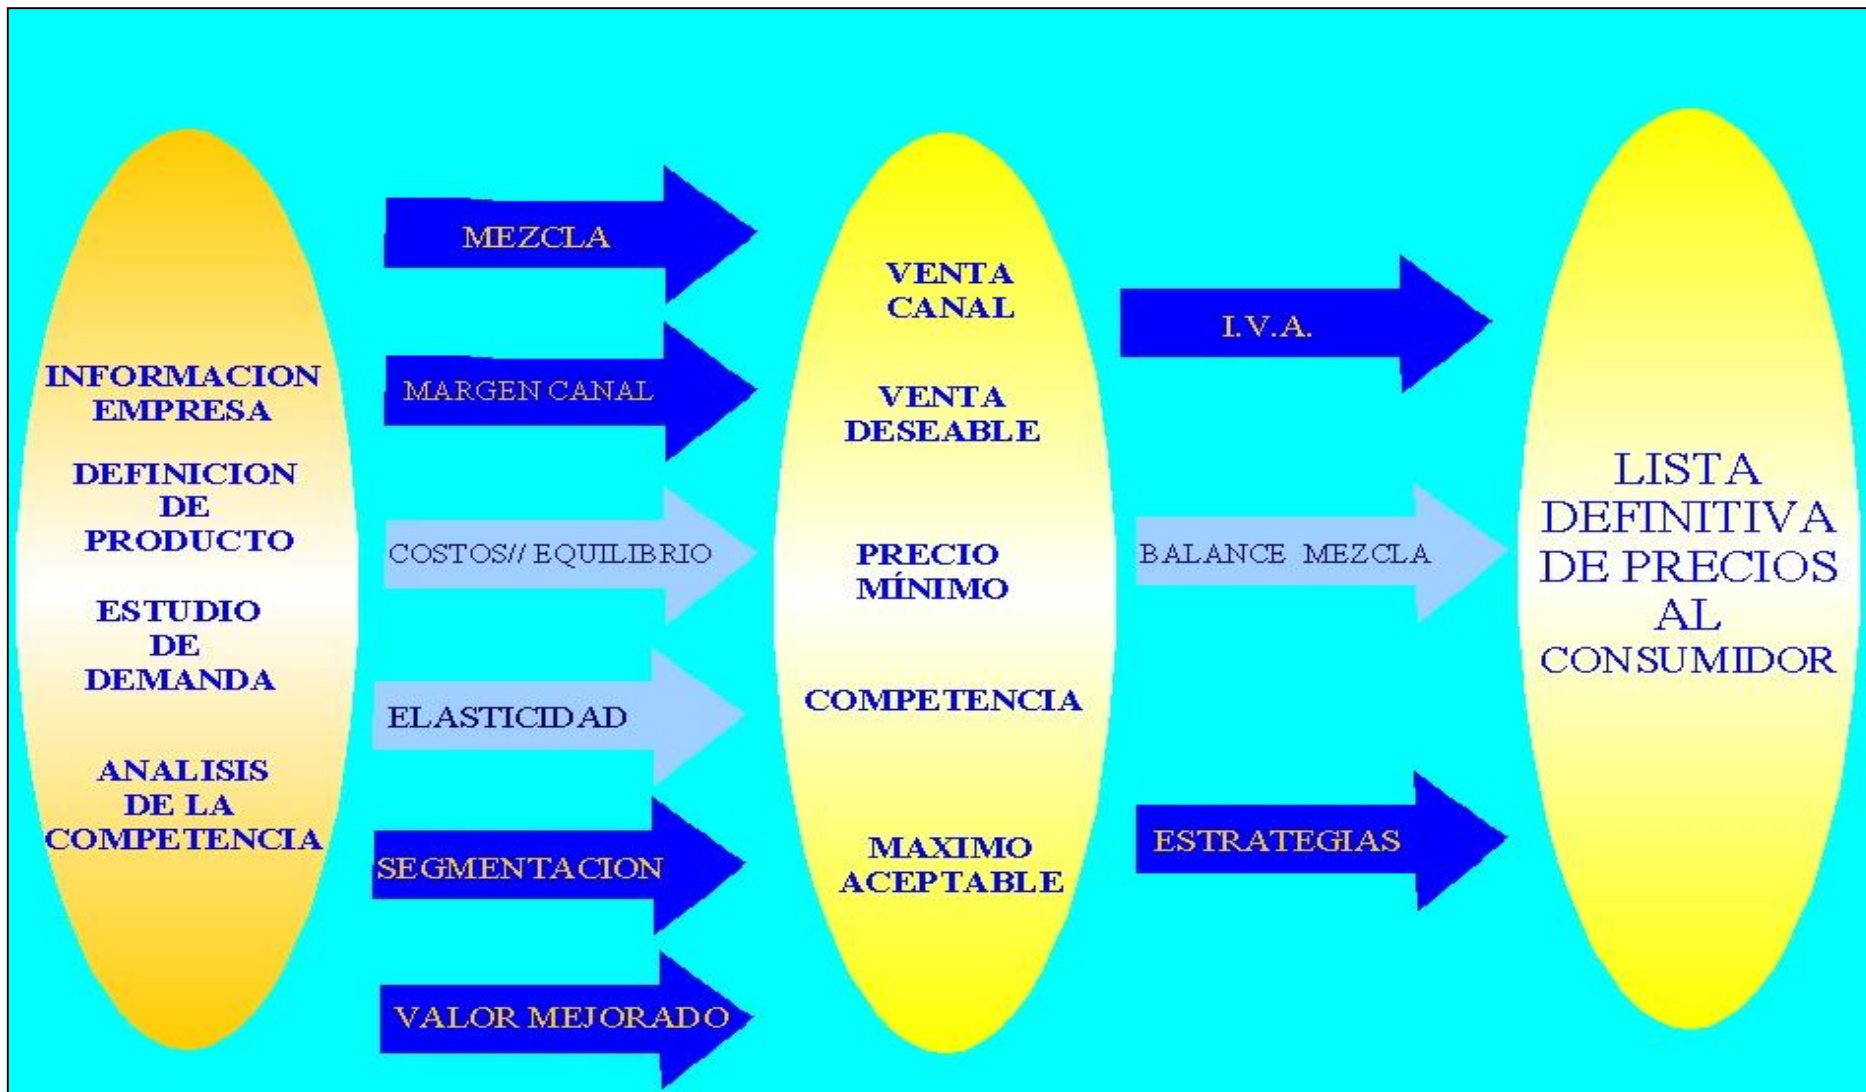 INFORMACION
EMPRESA
DEFINICION
DE
PRODUCTO
ESTUDIO
DE
DEMANDA
ANALISIS
DE LA
COMPETENCIA
MEZCLA
MARGEN CANAL
COSTOS// EQUILIBRIO
ELASTICIDAD
SEGMENTACION
VALOR MEJORADO
VENTA
CANAL
VENTA
DESEABLE
PRECIO
MÍNIMO
COMPETENCIA
MAXIMO
ACEPTABLE
I.V.A.
BALANCE MEZCLA
ESTRATEGIAS
LISTA
DEFINITIVA
DE PRECIOS
AL
CONSUMIDOR